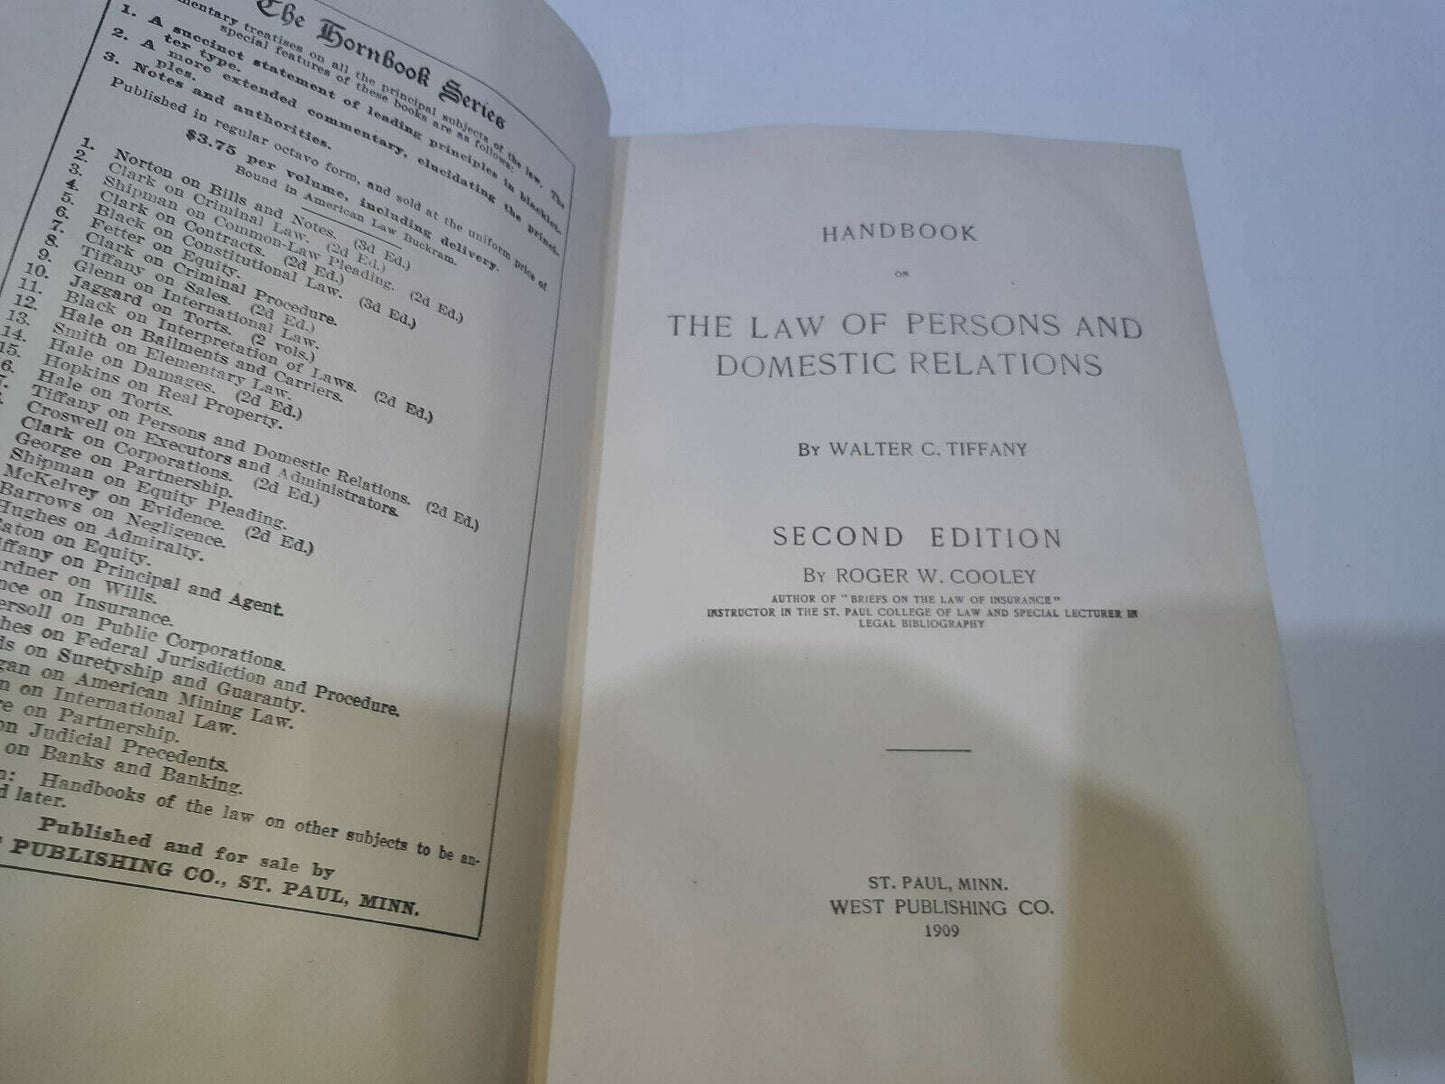 The Hornbook Series
treatises on all the principal subjects of the law. The
special features of these books are as follows:
1. A succinct statement of leading principles in black-let-
ter type.
2. A more extended commentary, elucidating the princi-
ples.
3. Notes and authorities.
Published in regular octavo form, and sold at the uniform price of
$3.75 per volume, including delivery.
Bound in American Law Buckram.
1. Norton on Bills and Notes. (3d Ed.)
2. Clark on Criminal Law. (2d Ed.)
3. Shipman on Common-Law Pleading. (2d Ed.)
4. Clark on Contracts. (2d Ed.)
5. Black on Constitutional Law. (3d Ed.)
6. Fetter on Equity.
7. Clark on Criminal Procedure.
8. Tiffany on Sales. (2d Ed.)
9. Glenn on International Law.
10. Jaggard on Torts. (2 vols.)
11. Black on Interpretation of Laws. (2d Ed.)
12. Hale on Bailments and Carriers.
13. Smith on Elementary Law.
14. Hale on Damages. (2d Ed.)
15. Hopkins on Real Property.
Hale on Torts.
Tiffany on Persons and Domestic Relations. (2d Ed.)
Croswell on Executors and Administrators.
Clark on Corporations. (2d Ed.)
George on Partnership.
Shipman on Equity Pleading.
McKelvey on Evidence. (2d Ed.)
Barrows on Negligence.
Hughes on Admiralty.
on Equity.
on Principal and Agent.
on Wills.
on Insurance.
on Public Corporations.
on Federal Jurisdiction and Procedure.
on Suretyship and Guaranty.
on American Mining Law.
on International Law.
on Partnership.
on Judicial Precedents.
on Banks and Banking.
Handbooks of the law on other subjects to be an-
later.
Published and for sale by
PUBLISHING CO., ST. PAUL, MINN.
HANDBOOK
ON
THE LAW OF PERSONS AND
DOMESTIC RELATIONS
By WALTER C. TIFFANY
SECOND EDITION
By ROGER W. COOLEY
AUTHOR OF "BRIEFS ON THE LAW OF INSURANCE"
INSTRUCTOR IN THE ST. PAUL COLLEGE OF LAW AND SPECIAL LECTURER IN
LEGAL BIBLIOGRAPHY
ST. PAUL, MINN.
WEST PUBLISHING CO.
1909